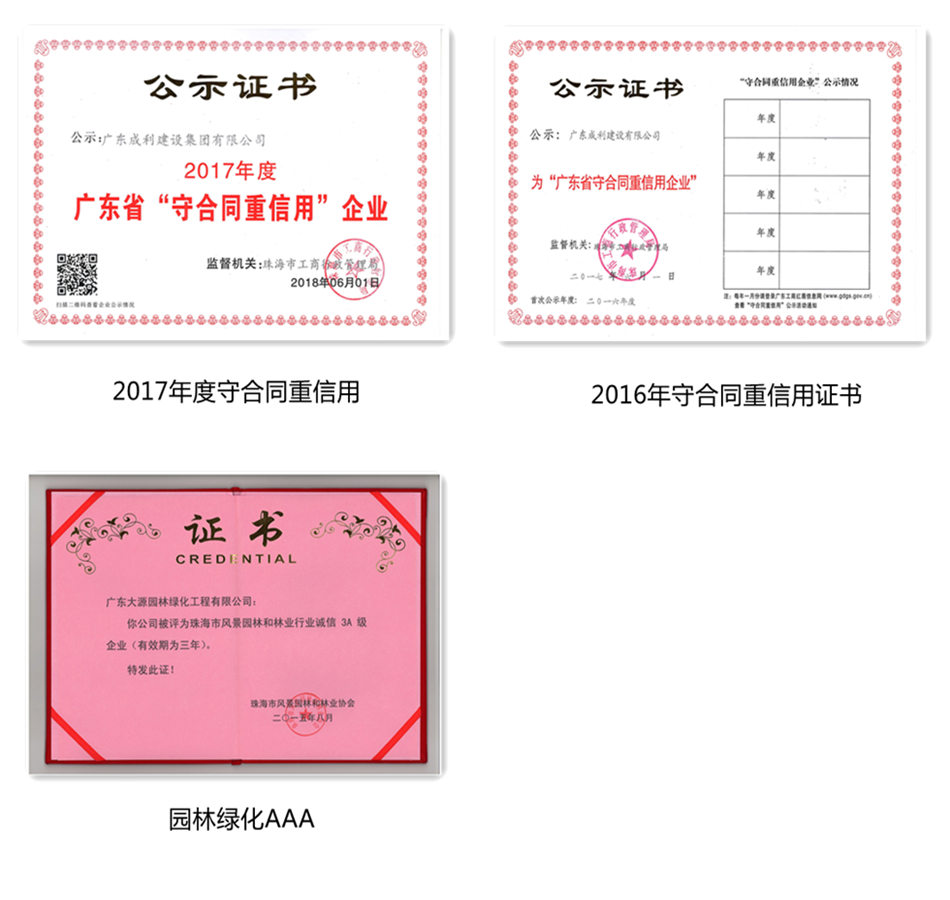 公示证书
公示:广东成利建设集团有限公司
2017年度
广东省“守合同重信用”企业
监督机关:珠海市工商行政管理局
2018年06月01日
扫描二维码查看企业公示情况
2017年度守合同重信用
公示证书
公示: 广东成利建设有限公司
为“广东省守合同重信用企业”
监督机关:珠海市工商行政管理局
二〇一七 年 六 月 一 日
首次公示年度: 二〇一六年度
“守合同重信用企业”公示情况
年度
年度
年度
年度
年度
注: 每年一月份请登录广东工商红盾信息网 (www.gdgs.gov.cn)
查看“守合同重信用”公示活动通知
2016年守合同重信用证书
证书
CREDENTIAL
广东大源园林绿化工程有限公司:
你公司被评为珠海市风景园林和林业行业诚信 3A 级
企业(有效期为三年)。
特发此证!
珠海市风景园林和林业协会
二〇一五年八月
园林绿化AAA